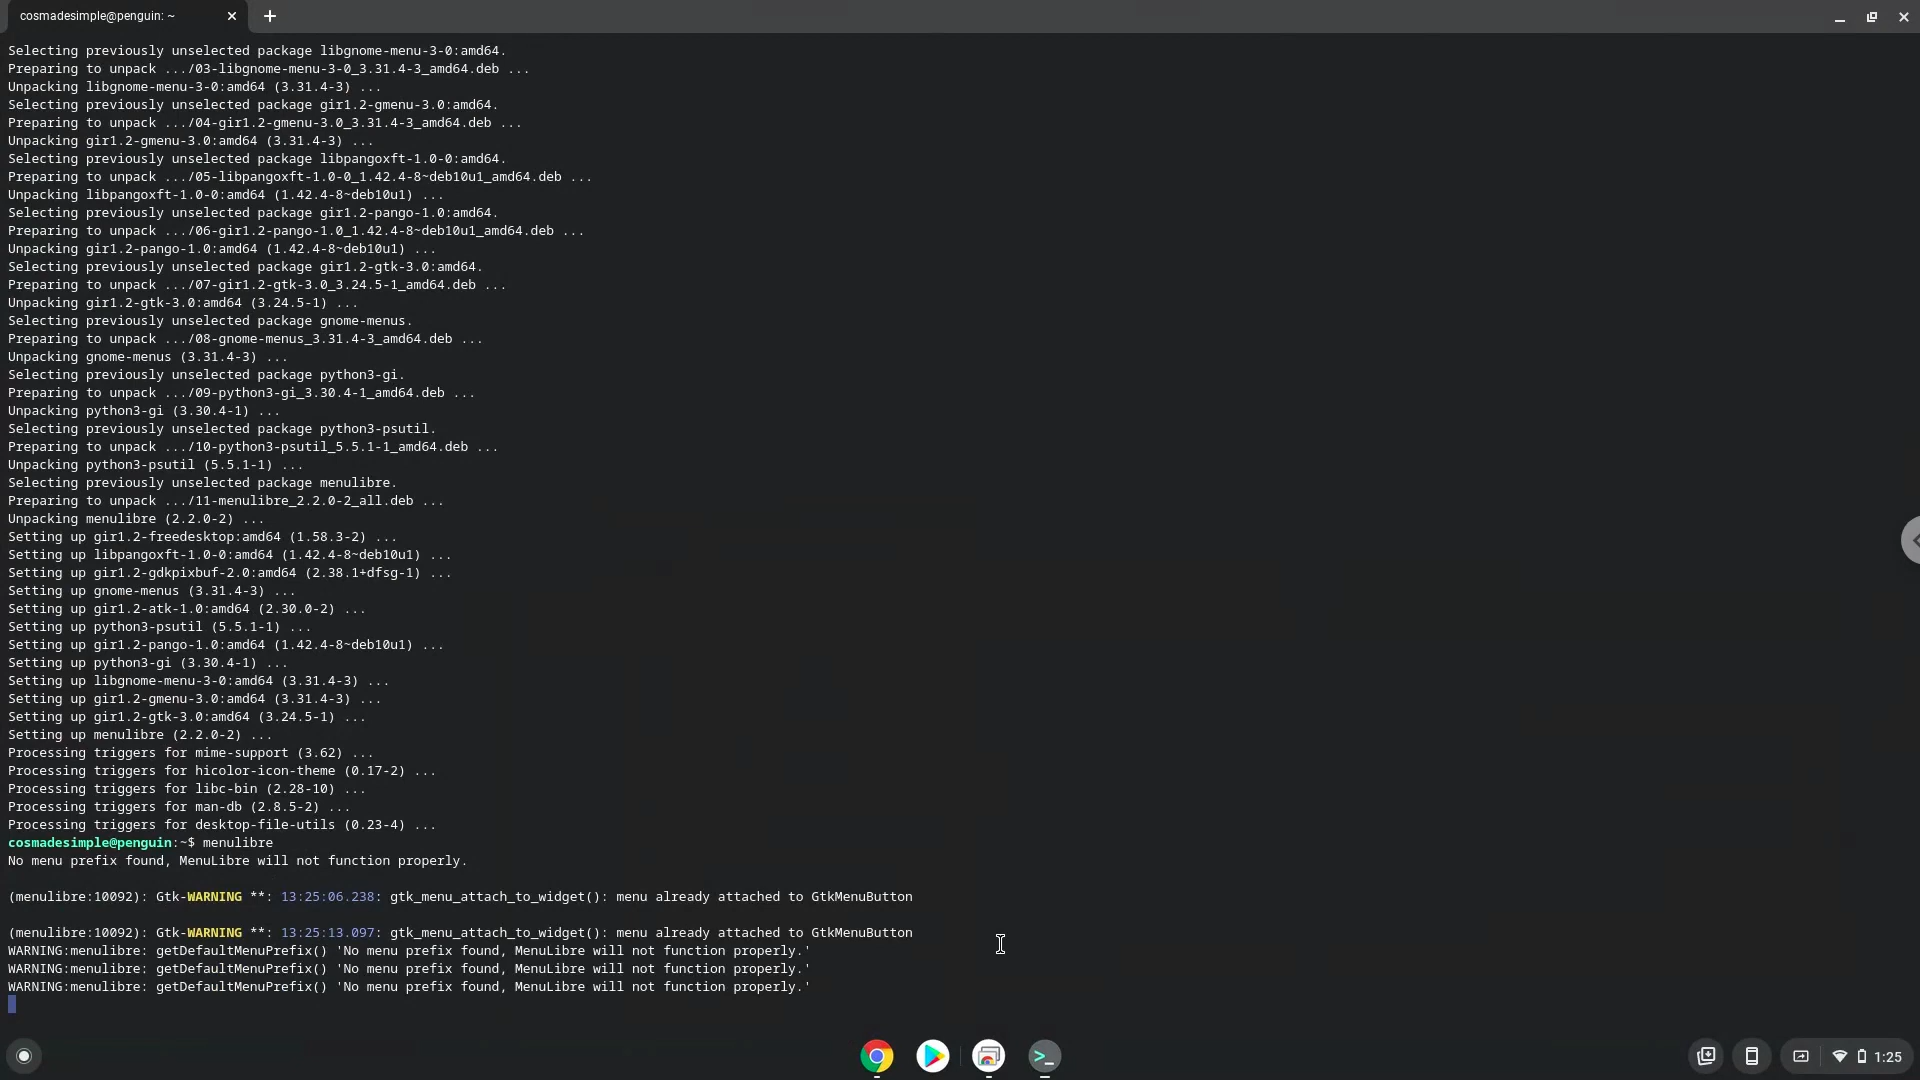 cosmadesimple@penguin: ~
Selecting previously unselected package libgnome-menu-3-0:amd64.
Preparing to unpack .../03-libgnome-menu-3-0_3.31.4-3_amd64.deb ...
Unpacking libgnome-menu-3-0:amd64 (3.31.4-3) ...
Selecting previously unselected package gir1.2-gmenu-3.0:amd64.
Preparing to unpack .../04-gir1.2-gmenu-3.0_3.31.4-3_amd64.deb ...
Unpacking gir1.2-gmenu-3.0:amd64 (3.31.4-3) ...
Selecting previously unselected package libpangoxft-1.0-0:amd64.
Preparing to unpack .../05-libpangoxft-1.0-0_1.42.4-8~deb10u1_amd64.deb ...
Unpacking libpangoxft-1.0-0:amd64 (1.42.4-8~deb10u1) ...
Selecting previously unselected package gir1.2-pango-1.0:amd64.
Preparing to unpack .../06-gir1.2-pango-1.0_1.42.4-8~deb10u1_amd64.deb ...
Unpacking gir1.2-pango-1.0:amd64 (1.42.4-8~deb10u1) ...
Selecting previously unselected package gir1.2-gtk-3.0:amd64.
Preparing to unpack .../07-gir1.2-gtk-3.0_3.24.5-1_amd64.deb ...
Unpacking gir1.2-gtk-3.0:amd64 (3.24.5-1) ...
Selecting previously unselected package gnome-menus.
Preparing to unpack .../08-gnome-menus_3.31.4-3_amd64.deb ...
Unpacking gnome-menus (3.31.4-3) ...
Selecting previously unselected package python3-gi.
Preparing to unpack .../09-python3-gi_3.30.4-1_amd64.deb ...
Unpacking python3-gi (3.30.4-1) ...
Selecting previously unselected package python3-psutil.
Preparing to unpack .../10-python3-psutil_5.5.1-1_amd64.deb ...
Unpacking python3-psutil (5.5.1-1) ...
Selecting previously unselected package menulibre.
Preparing to unpack .../11-menulibre_2.2.0-2_all.deb ...
Unpacking menulibre (2.2.0-2) ...
Setting up gir1.2-freedesktop:amd64 (1.58.3-2) ...
Setting up libpangoxft-1.0-0:amd64 (1.42.4-8~deb10u1) ...
Setting up gir1.2-gdkpixbuf-2.0:amd64 (2.38.1+dfsg-1) ...
Setting up gnome-menus (3.31.4-3) ...
Setting up gir1.2-atk-1.0:amd64 (2.30.0-2) ...
Setting up python3-psutil (5.5.1-1) ...
Setting up gir1.2-pango-1.0:amd64 (1.42.4-8~deb10u1) ...
Setting up python3-gi (3.30.4-1) ...
Setting up libgnome-menu-3-0:amd64 (3.31.4-3) ...
Setting up gir1.2-gmenu-3.0:amd64 (3.31.4-3) ...
Setting up gir1.2-gtk-3.0:amd64 (3.24.5-1) ...
Setting up menulibre (2.2.0-2) ...
Processing triggers for mime-support (3.62) ...
Processing triggers for hicolor-icon-theme (0.17-2) ...
Processing triggers for libc-bin (2.28-10) ...
Processing triggers for man-db (2.8.5-2) ...
Processing triggers for desktop-file-utils (0.23-4) ...
cosmadesimple@penguin:~$ menulibre
No menu prefix found, MenuLibre will not function properly.
(menulibre:10092): Gtk-WARNING **: 13:25:06.238: gtk_menu_attach_to_widget(): menu already attached to GtkMenuButton
(menulibre:10092): Gtk-WARNING **: 13:25:13.097: gtk_menu_attach_to_widget(): menu already attached to GtkMenuButton
WARNING:menulibre: getDefaultMenuPrefix() 'No menu prefix found, MenuLibre will not function properly.'
WARNING:menulibre: getDefaultMenuPrefix() 'No menu prefix found, MenuLibre will not function properly.'
WARNING:menulibre: getDefaultMenuPrefix() 'No menu prefix found, MenuLibre will not function properly.'
1:25